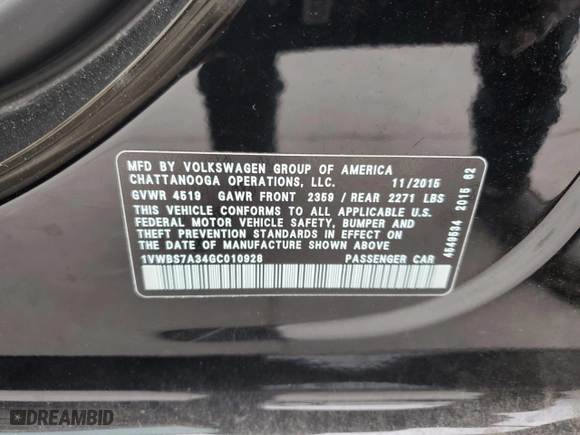 MFD BY VOLKSWAGEN GROUP OF AMERICA
CHATTANOOGA OPERATIONS, LLC. 11/2015
GVWR 4519 GAWR FRONT 2359 / REAR 2271 LBS
THIS VEHICLE CONFORMS TO ALL APPLICABLE U.S.
FEDERAL MOTOR VEHICLE SAFETY, BUMPER AND
THEFT PREVENTION STANDARDS IN EFFECT ON
THE DATE OF MANUFACTURE SHOWN ABOVE.
1VWBS7A34GC010928 PASSENGER CAR
4549534 2015 62
DREAMBID